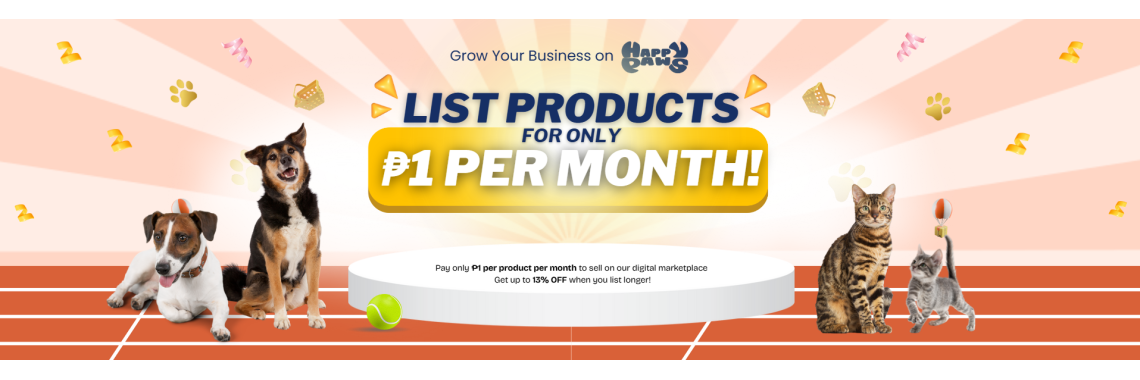 Grow Your Business on HAPPY PAWS
LIST PRODUCTS
FOR ONLY
₱1 PER MONTH!
Pay only ₱1 per product per month to sell on our digital marketplace
Get up to 13% OFF when you list longer!